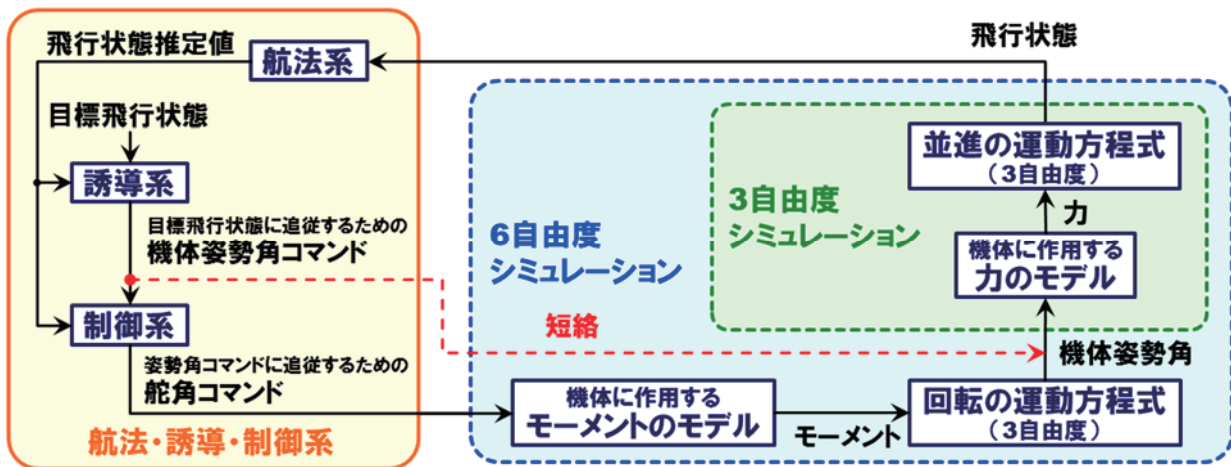 飛行状態推定値
航法系
目標飛行状態
誘導系
目標飛行状態に追従するための
機体姿勢角コマンド
制御系
姿勢角コマンドに追従するための
舵角コマンド
航法・誘導・制御系
飛行状態
6自由度
シミュレーション
3自由度
シミュレーション
並進の運動方程式
(3自由度)
力
機体に作用する
力のモデル
短絡
機体姿勢角
機体に作用する
モーメントのモデル
モーメント
回転の運動方程式
(3自由度)